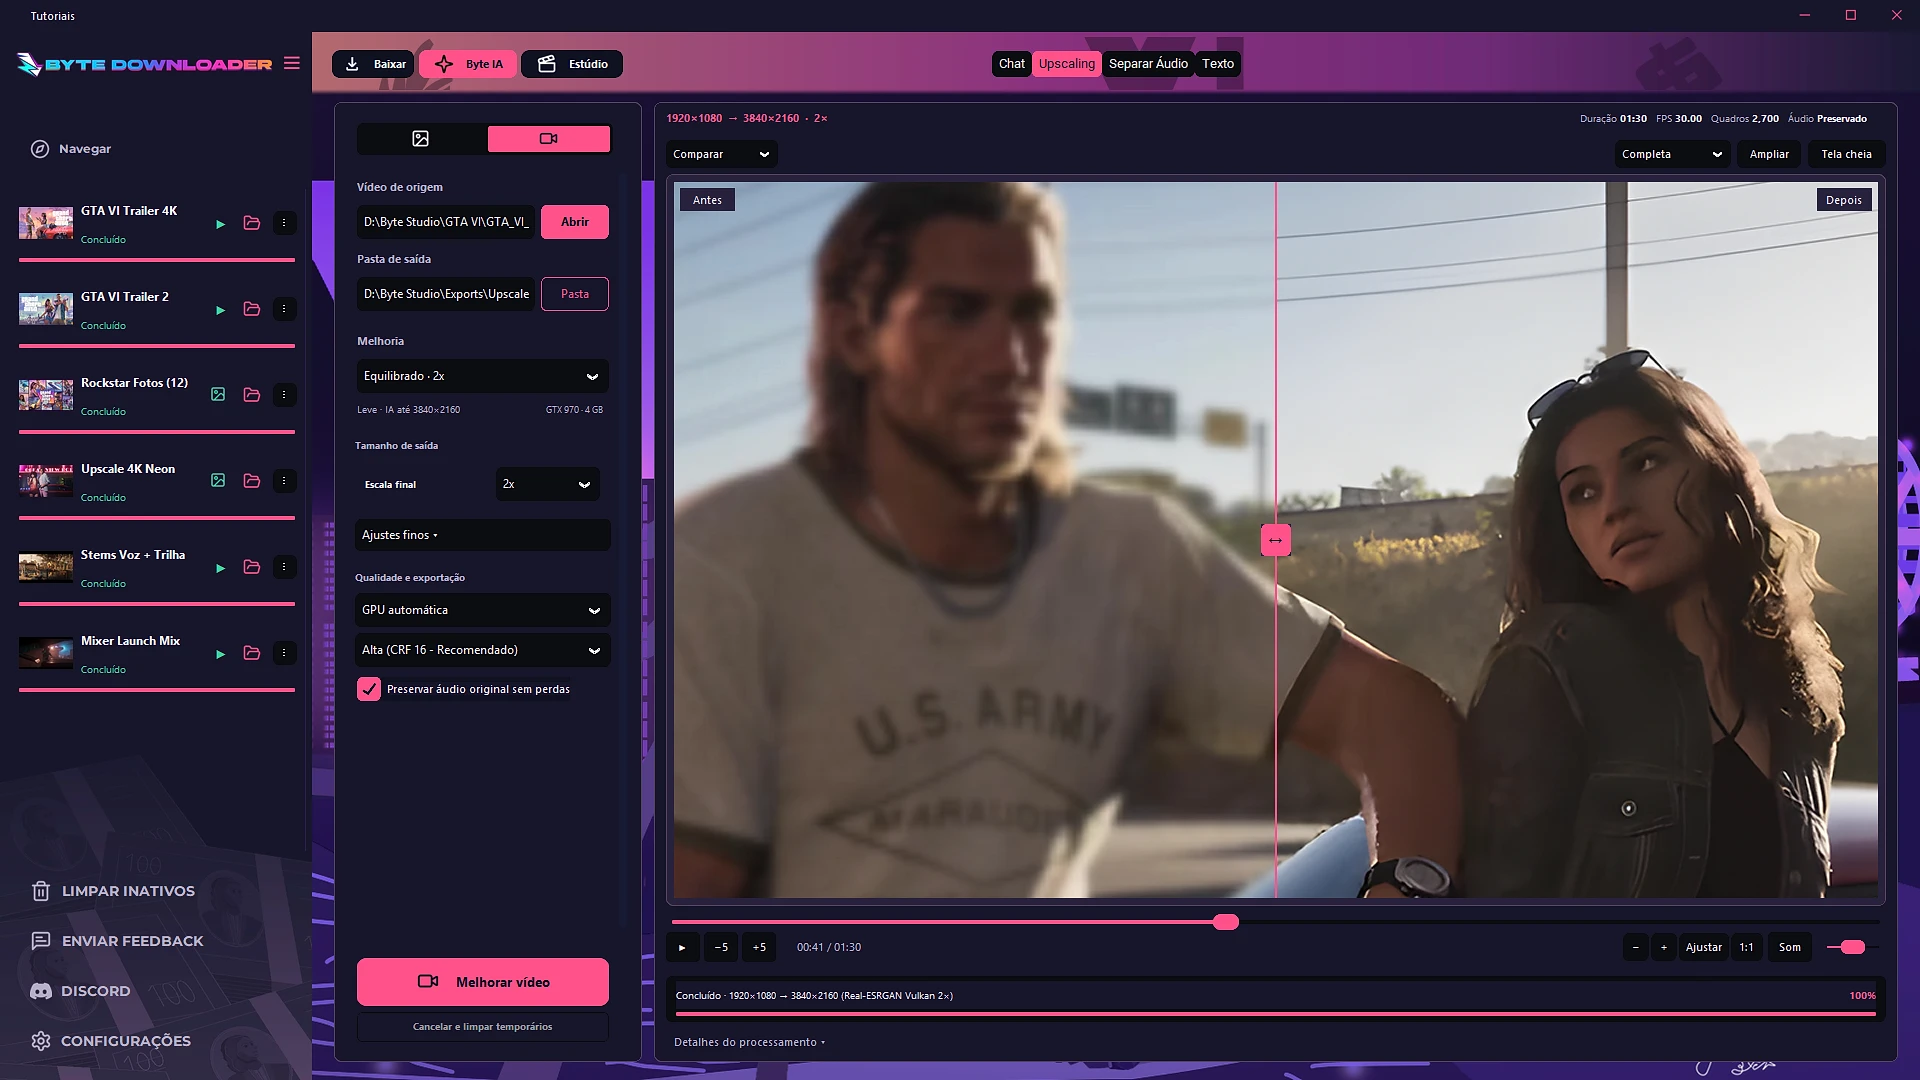 Tutoriais
BYTE DOWNLOADER
Navegar
GTA VI Trailer 4K
Concluído
GTA VI Trailer 2
Concluído
Rockstar Fotos (12)
Concluído
Upscale 4K Neon
Concluído
Stems Voz + Trilha
Concluído
Mixer Launch Mix
Concluído
LIMPAR INATIVOS
ENVIAR FEEDBACK
DISCORD
CONFIGURAÇÕES
Baixar
Byte IA
Estúdio
Chat
Upscaling
Separar Áudio
Texto
Vídeo de origem
D:\Byte Studio\GTA VI\GTA_VI_
Abrir
Pasta de saída
D:\Byte Studio\Exports\Upscale
Pasta
Melhoria
Equilibrado · 2x
Leve · IA até 3840×2160
GTX 970 · 4 GB
Tamanho de saída
Escala final
2x
Ajustes finos
Qualidade e exportação
GPU automática
Alta (CRF 16 - Recomendado)
Preservar áudio original sem perdas
Melhorar vídeo
Cancelar e limpar temporários
1920×1080 → 3840×2160 · 2×
Duração 01:30 FPS 30.00 Quadros 2,700 Áudio Preservado
Comparar
Completa
Ampliar
Tela cheia
Antes
Depois
U.S. ARMY
MARAUDER
−5
+5
00:41 / 01:30
−
+
Ajustar
1:1
Som
Concluído · 1920×1080 → 3840×2160 (Real-ESRGAN Vulkan 2×)
100%
Detalhes do processamento